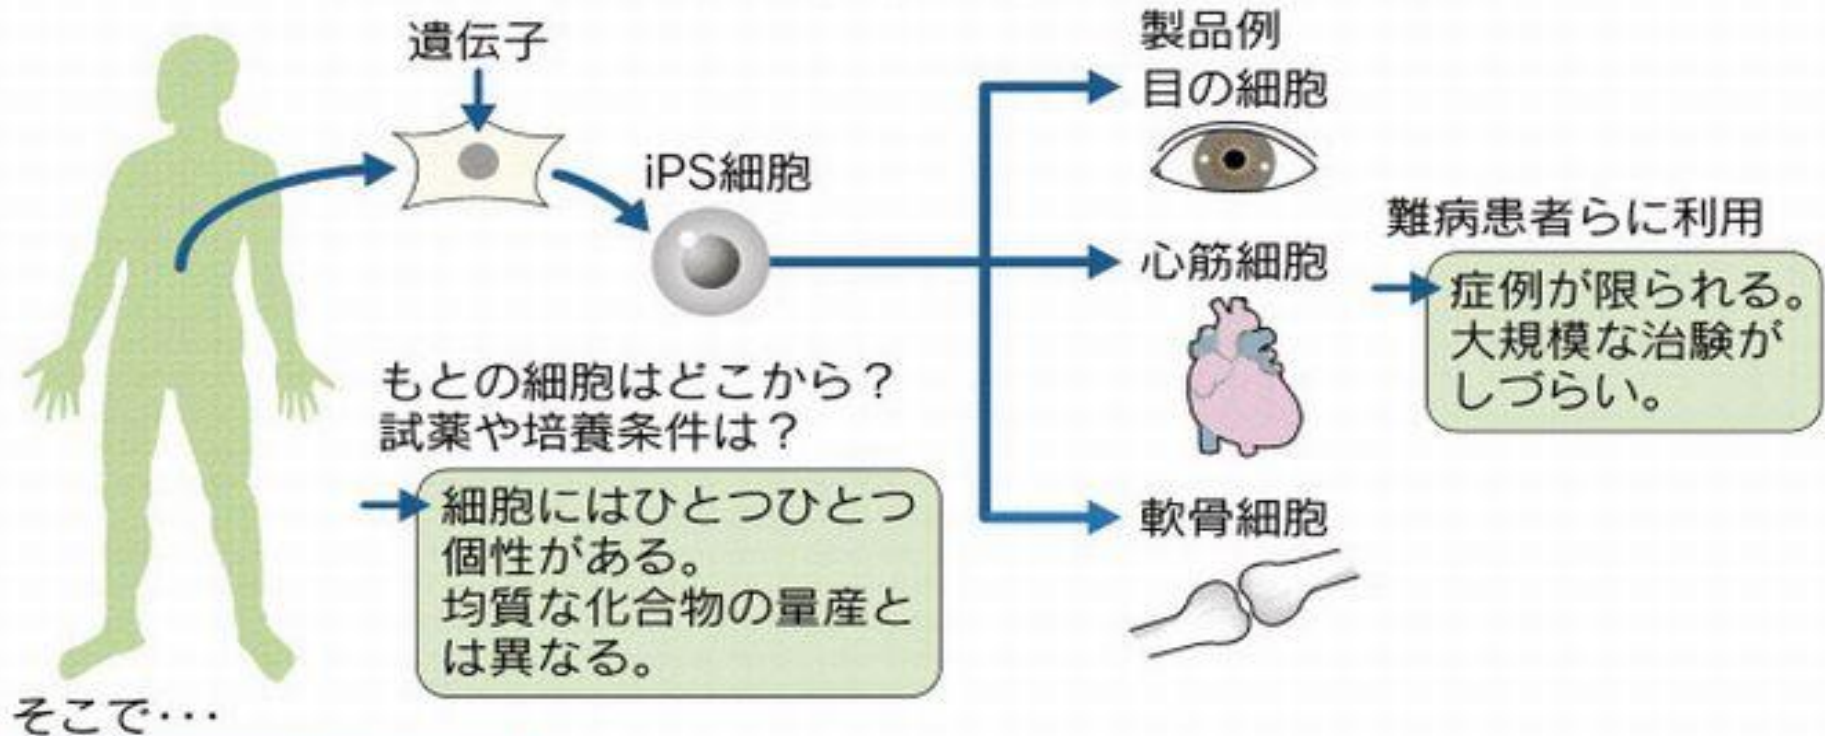 遺伝子
iPS細胞
製品例
目の細胞
心筋細胞
軟骨細胞
難病患者らに利用
症例が限られる。
大規模な治験が
しづらい。
もとの細胞はどこから？
試薬や培養条件は？
細胞にはひとつひとつ
個性がある。
均質な化合物の量産と
は異なる。
そこで･･･